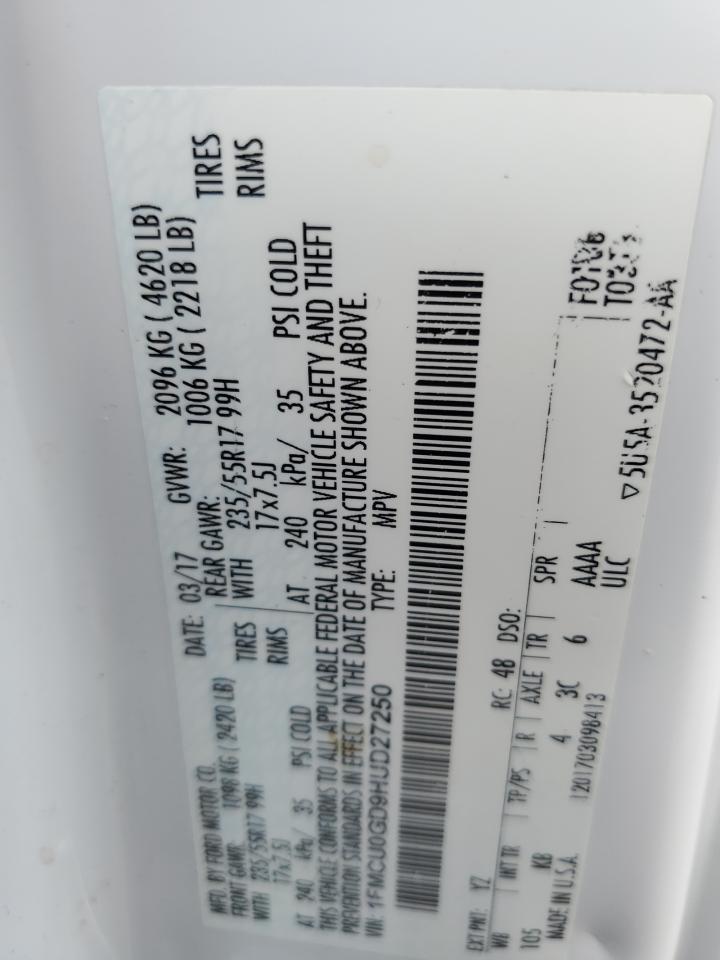 MFD. BY FORD MOTOR CO. DATE: 03/17 GVWR: 2096 KG ( 4620 LB)
FRONT GAWR: 1098 KG ( 2420 LB) REAR GAWR: 1006 KG ( 2218 LB)
WITH 235/55R17 99H TIRES WITH 235/55R17 99H TIRES
17x7.5J RIMS 17x7.5J RIMS
AT 240 kPa/ 35 PSI COLD AT 240 kPa/ 35 PSI COLD
THIS VEHICLE CONFORMS TO ALL APPLICABLE FEDERAL MOTOR VEHICLE SAFETY AND THEFT
PREVENTION STANDARDS IN EFFECT ON THE DATE OF MANUFACTURE SHOWN ABOVE.
VIN: 1FMCU0GD9HUD27250 TYPE: MPV
EXT PNT: YZ RC: 48 DSO:
WB INT TR TP/PS R AXLE TR SPR
105 KB 4 3C 6 AAAA
MADE IN U.S.A. ULC
1201703098413
5U5A-3520472-AA